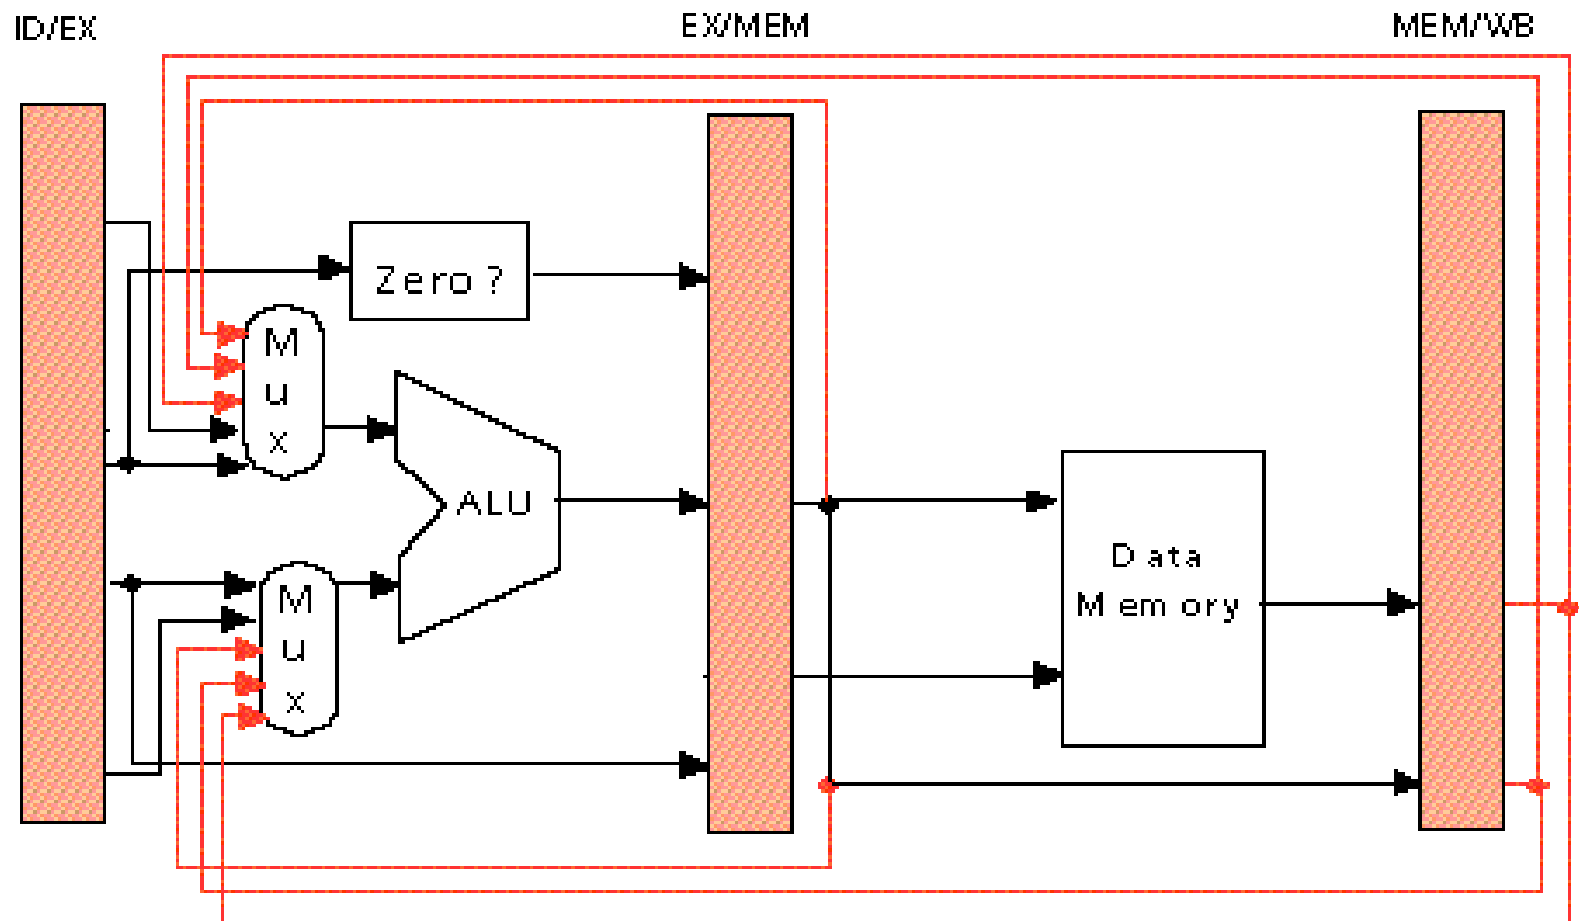 ID/EX
EX/MEM
MEM/WB
Zero ?
M
u
x
ALU
Data
Memory
M
u
x